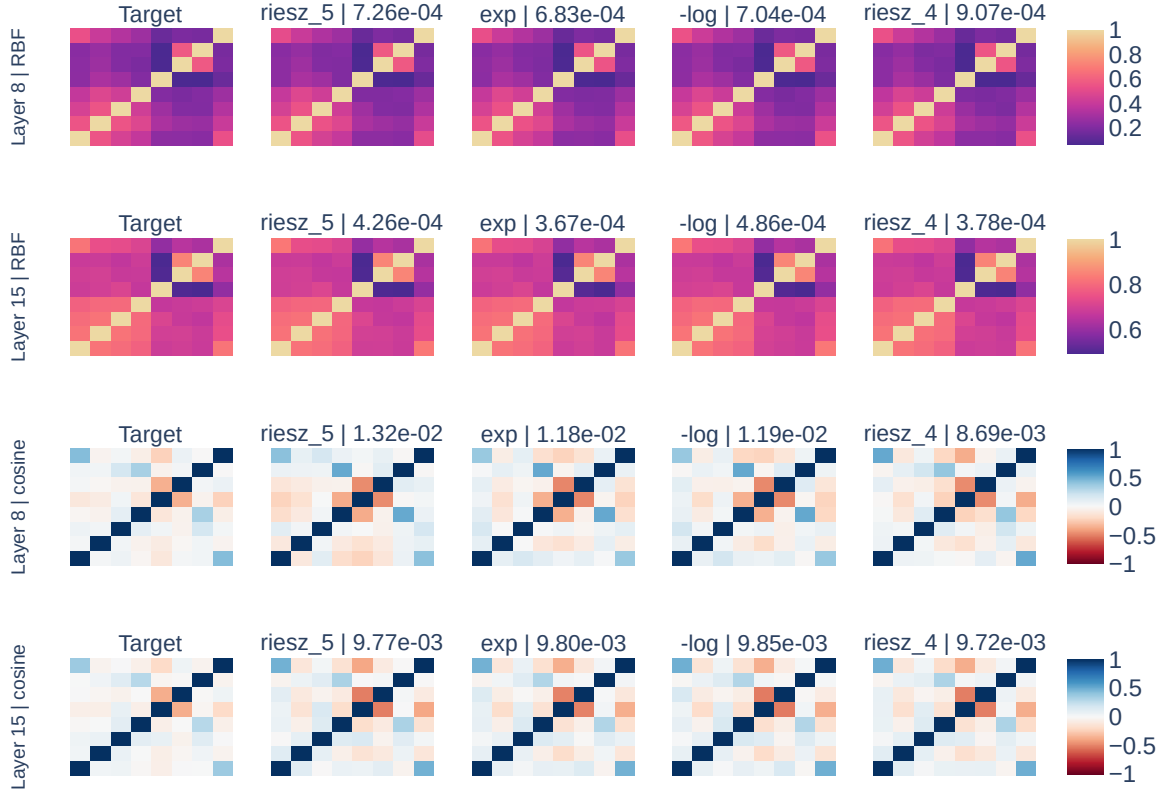 Target
riesz_5 | 7.26e-04
exp | 6.83e-04
-log | 7.04e-04
riesz_4 | 9.07e-04
Layer 8 | RBF
1
0.8
0.6
0.4
0.2
Target
riesz_5 | 4.26e-04
exp | 3.67e-04
-log | 4.86e-04
riesz_4 | 3.78e-04
Layer 15 | RBF
1
0.8
0.6
Target
riesz_5 | 1.32e-02
exp | 1.18e-02
-log | 1.19e-02
riesz_4 | 8.69e-03
Layer 8 | cosine
1
0.5
0
−0.5
−1
Target
riesz_5 | 9.77e-03
exp | 9.80e-03
-log | 9.85e-03
riesz_4 | 9.72e-03
Layer 15 | cosine
1
0.5
0
−0.5
−1